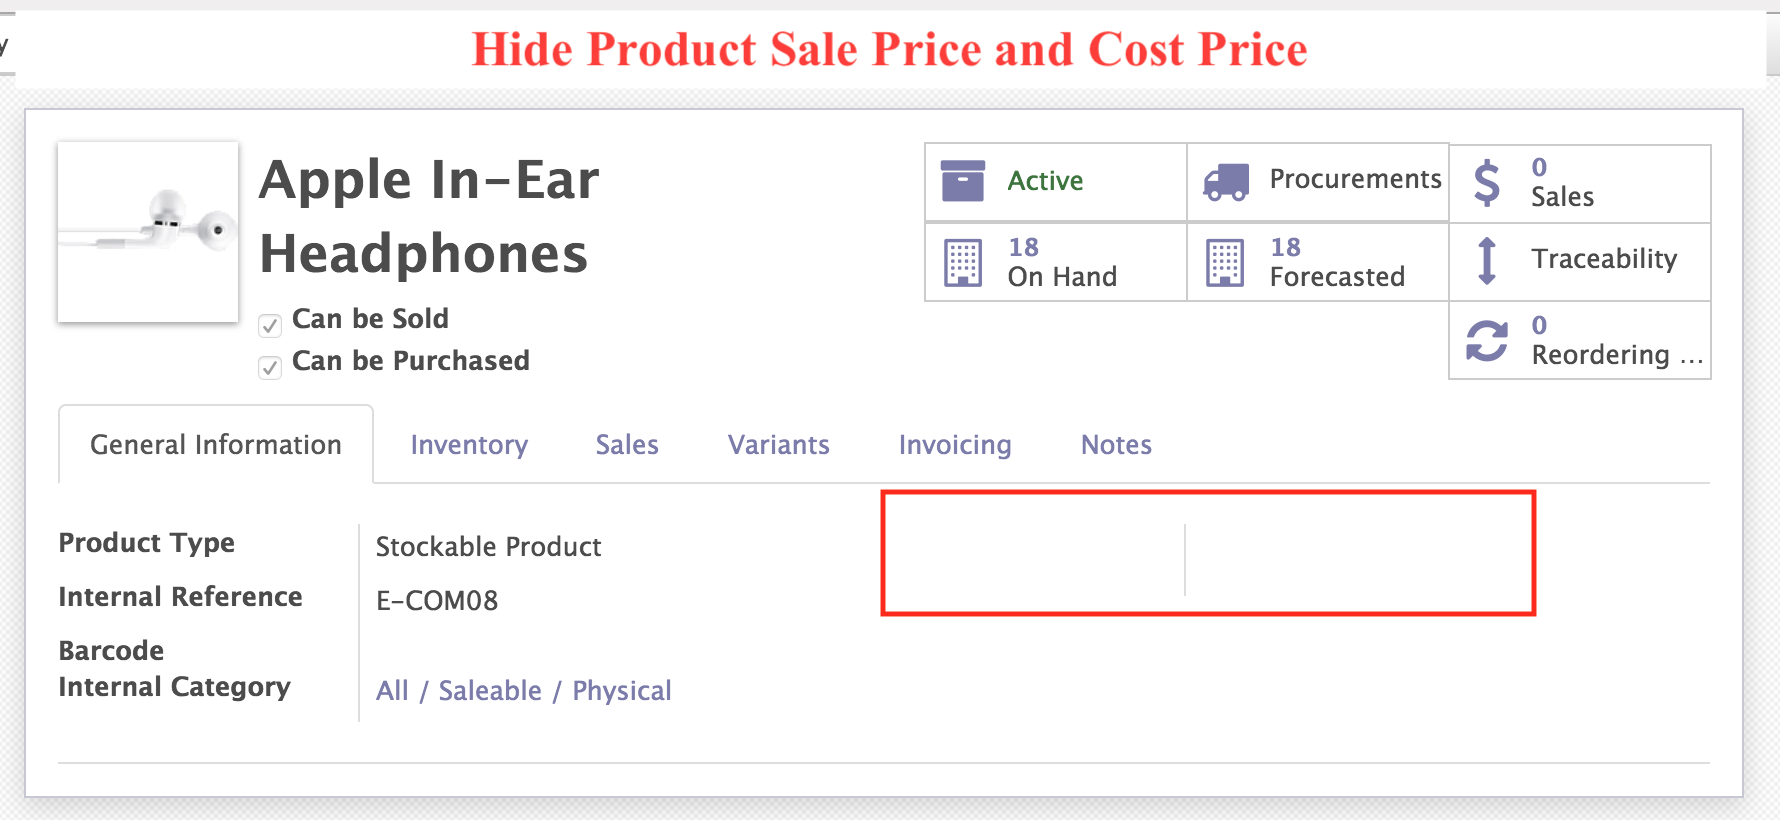 y
Hide Product Sale Price and Cost Price
Apple In-Ear
Headphones
Can be Sold
Can be Purchased
Active
Procurements
0
Sales
18
On Hand
18
Forecasted
Traceability
0
Reordering ...
General Information Inventory Sales Variants Invoicing Notes
Product Type Stockable Product
Internal Reference E-COM08
Barcode
Internal Category All / Saleable / Physical